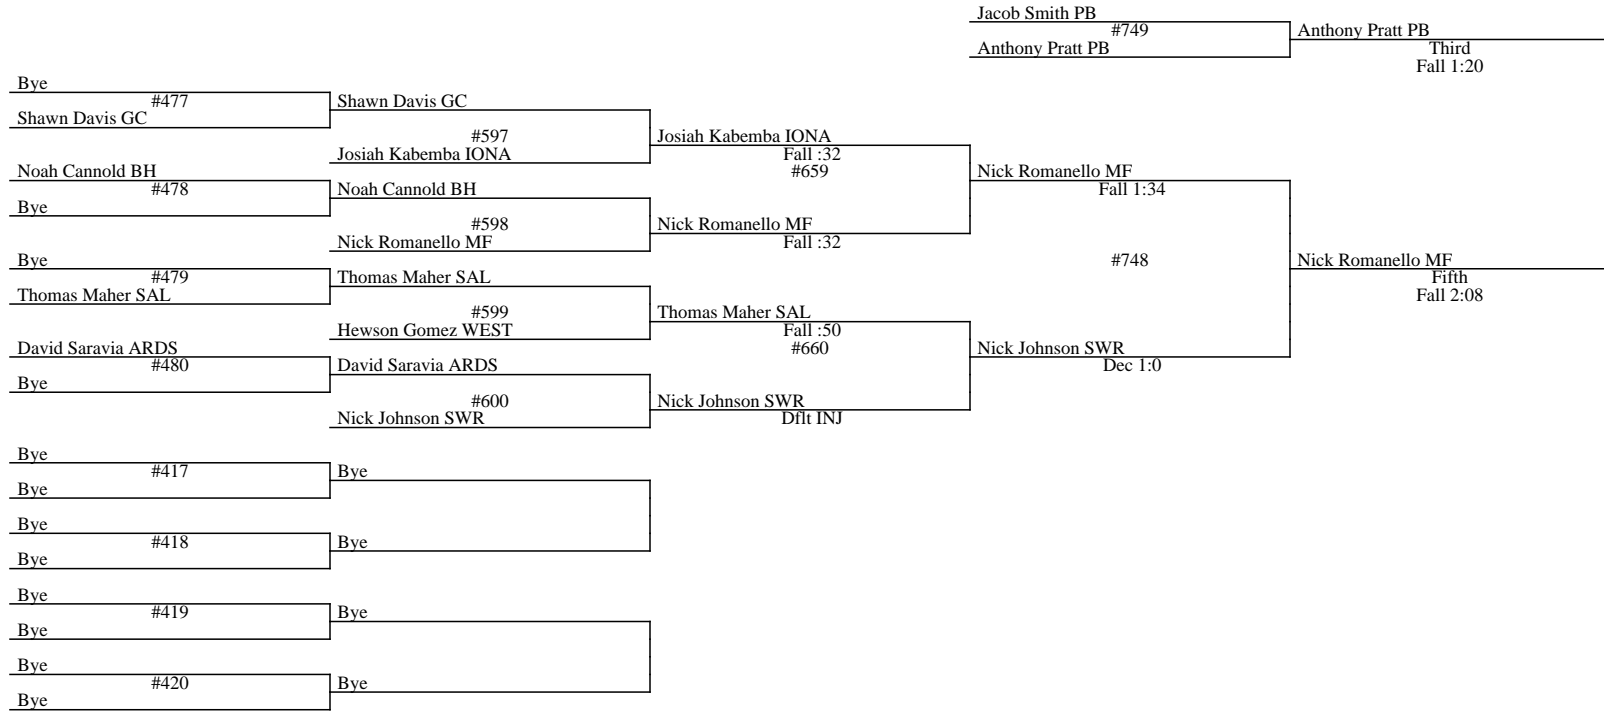 Jacob Smith PB
#749
Anthony Pratt PB
Anthony Pratt PB
Third
Fall 1:20
Bye
#477
Shawn Davis GC
Shawn Davis GC
#597
Josiah Kabemba IONA
Josiah Kabemba IONA
Fall :32
#659
Noah Cannold BH
#478
Bye
Noah Cannold BH
#598
Nick Romanello MF
Nick Romanello MF
Fall :32
Nick Romanello MF
Fall 1:34
#748
Bye
#479
Thomas Maher SAL
Thomas Maher SAL
#599
Hewson Gomez WEST
Thomas Maher SAL
Fall :50
#660
David Saravia ARDS
#480
Bye
David Saravia ARDS
#600
Nick Johnson SWR
Nick Johnson SWR
Dflt INJ
Nick Johnson SWR
Dec 1:0
Nick Romanello MF
Fifth
Fall 2:08
Bye
#417
Bye
Bye
Bye
#418
Bye
Bye
Bye
#419
Bye
Bye
Bye
#420
Bye
Bye